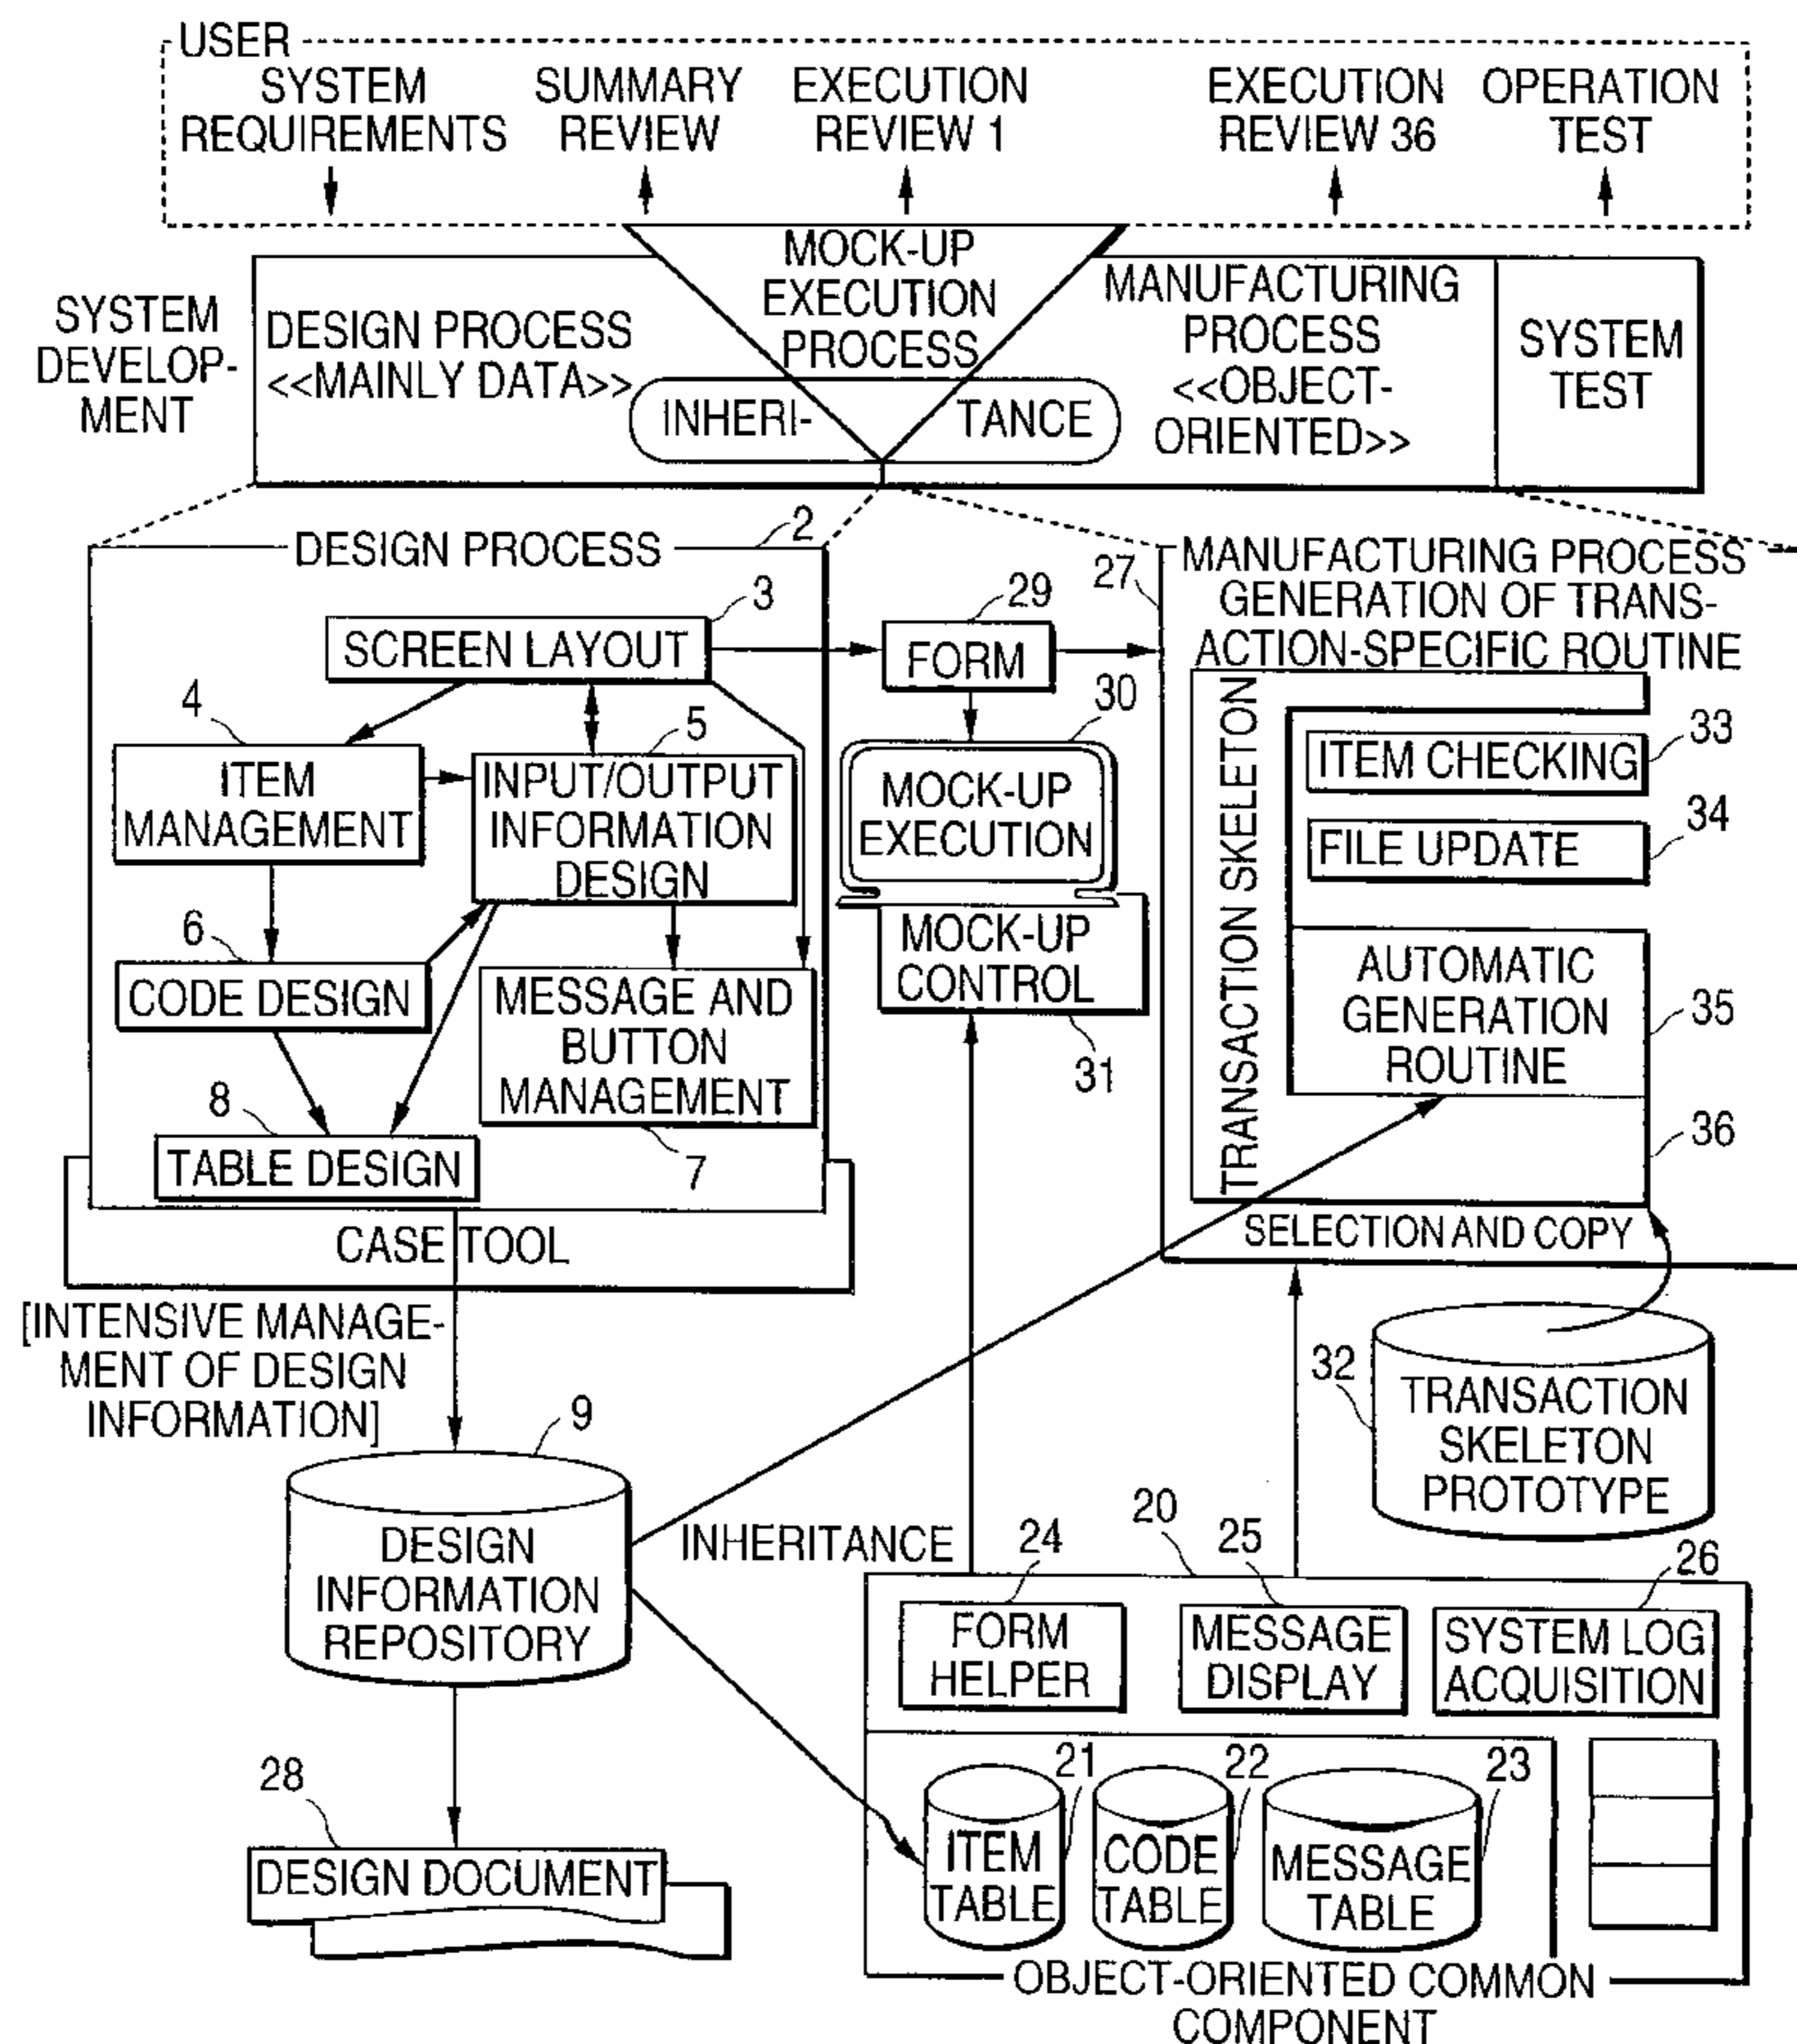 USER
SYSTEM
REQUIREMENTS
SUMMARY
REVIEW
EXECUTION
REVIEW 1
EXECUTION
REVIEW 36
OPERATION
TEST
SYSTEM
DEVELOP-
MENT
DESIGN PROCESS
<<MAINLY DATA>>
MOCK-UP
EXECUTION
PROCESS
INHERI-
TANCE
MANUFACTURING
PROCESS
<<OBJECT-
ORIENTED>>
SYSTEM
TEST
DESIGN PROCESS
2
SCREEN LAYOUT
3
4
ITEM
MANAGEMENT
5
INPUT/OUTPUT
INFORMATION
DESIGN
6
CODE DESIGN
MESSAGE AND
BUTTON
MANAGEMENT
7
8
TABLE DESIGN
CASE TOOL
29
FORM
30
MOCK-UP
EXECUTION
MOCK-UP
CONTROL
31
27
MANUFACTURING PROCESS
GENERATION OF TRANS-
ACTION-SPECIFIC ROUTINE
TRANSACTION SKELETON
ITEM CHECKING
33
FILE UPDATE
34
AUTOMATIC
GENERATION
ROUTINE
35
36
SELECTION AND COPY
[INTENSIVE MANAGE-
MENT OF DESIGN
INFORMATION]
9
DESIGN
INFORMATION
REPOSITORY
INHERITANCE
32
TRANSACTION
SKELETON
PROTOTYPE
20
24
FORM
HELPER
25
MESSAGE
DISPLAY
26
SYSTEM LOG
ACQUISITION
21
ITEM
TABLE
22
CODE
TABLE
23
MESSAGE
TABLE
28
DESIGN DOCUMENT
OBJECT-ORIENTED COMMON
COMPONENT